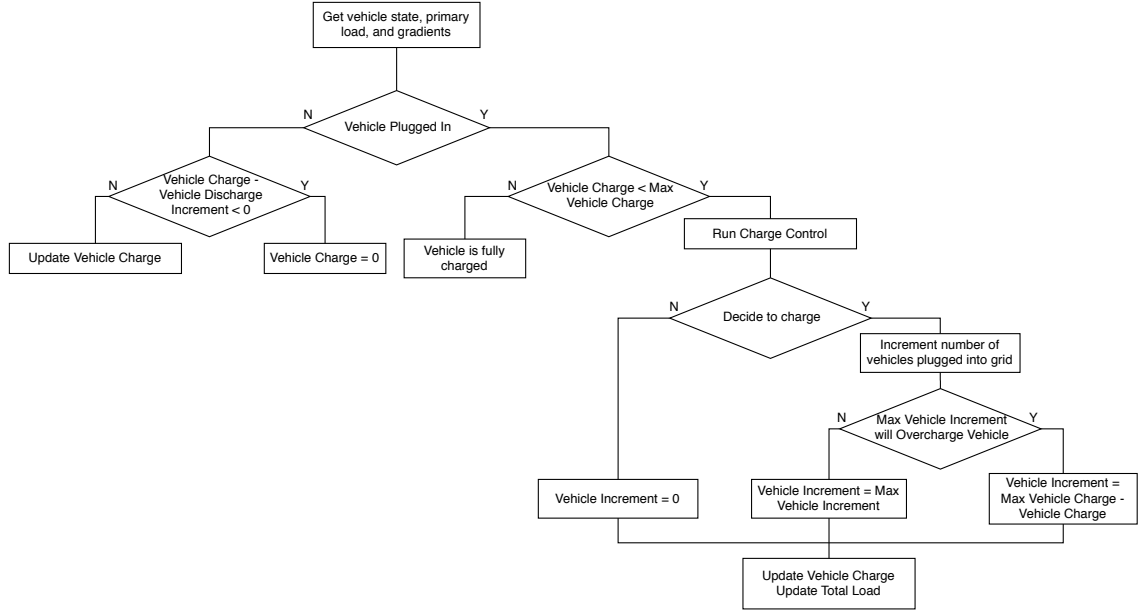 Get vehicle state, primary
load, and gradients
N
Y
Vehicle Plugged In
N
Vehicle Charge -
Vehicle Discharge
Increment < 0
Y
N
Vehicle Charge < Max
Vehicle Charge
Y
Update Vehicle Charge
Vehicle Charge = 0
Vehicle is fully
charged
Run Charge Control
N
Decide to charge
Y
Increment number of
vehicles plugged into grid
N
Max Vehicle Increment
will Overcharge Vehicle
Y
Vehicle Increment = 0
Vehicle Increment = Max
Vehicle Increment
Vehicle Increment =
Max Vehicle Charge -
Vehicle Charge
Update Vehicle Charge
Update Total Load